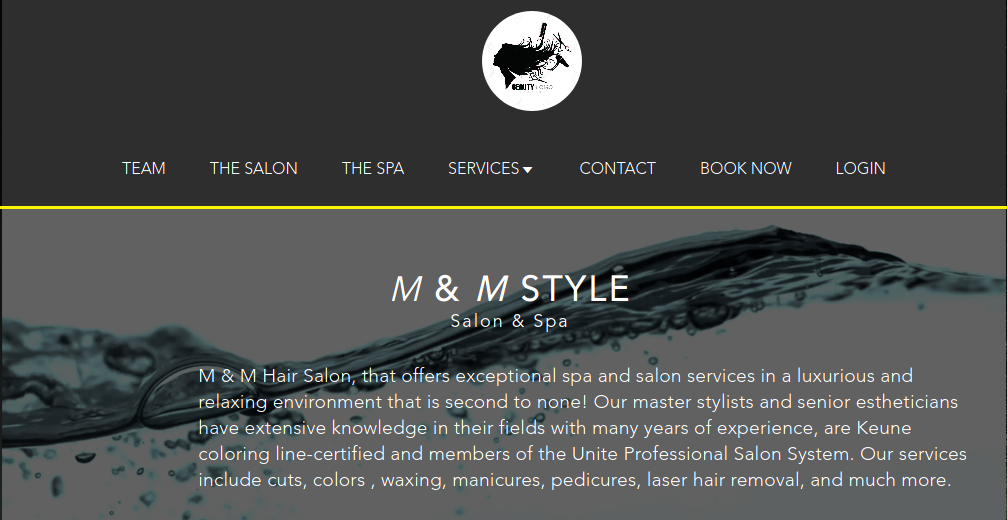 BEAUTY
TEAM THE SALON THE SPA SERVICES CONTACT BOOK NOW LOGIN
M & M STYLE
Salon & Spa
M & M Hair Salon, that offers exceptional spa and salon services in a luxurious and
relaxing environment that is second to none! Our master stylists and senior estheticians
have extensive knowledge in their fields with many years of experience, are Keune
coloring line-certified and members of the Unite Professional Salon System. Our services
include cuts, colors , waxing, manicures, pedicures, laser hair removal, and much more.